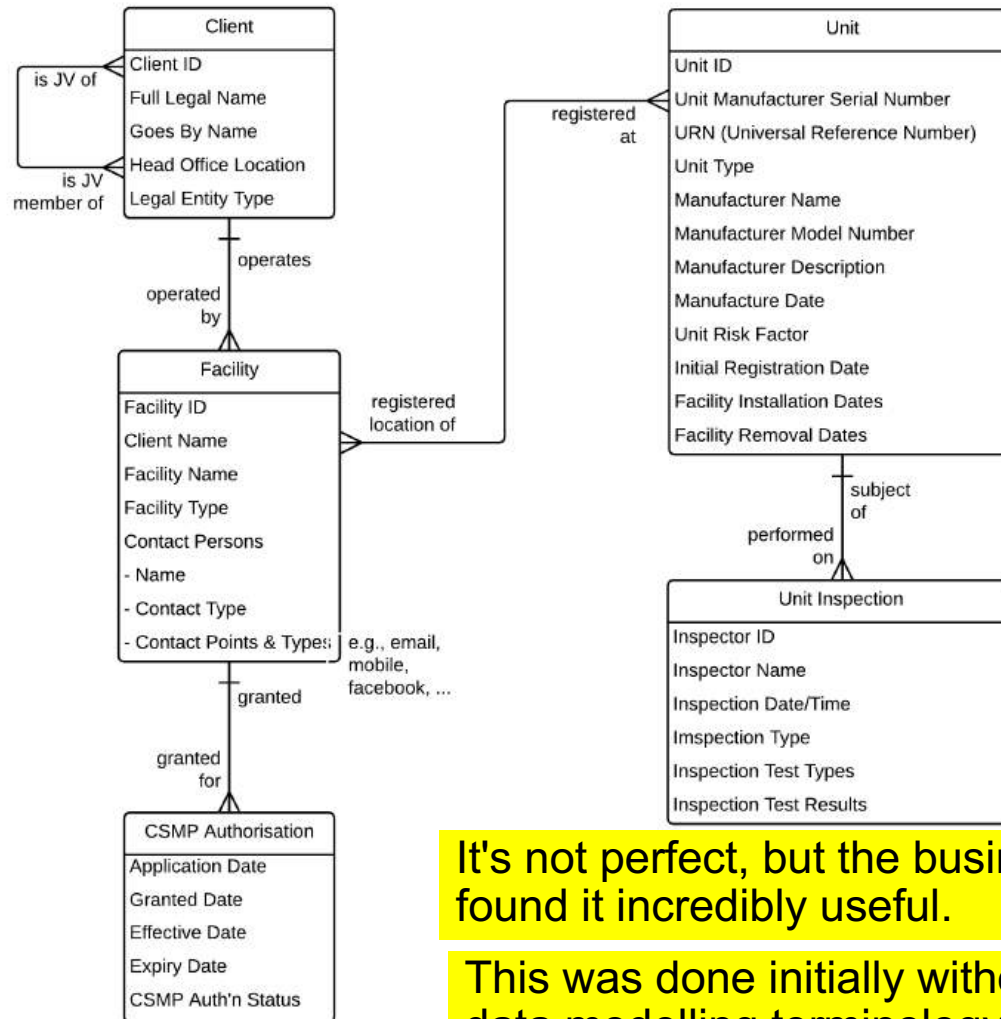 Client
Client ID
Full Legal Name
Goes By Name
Head Office Location
Legal Entity Type
is JV of
is JV
member of
operates
operated
by
Facility
Facility ID
Client Name
Facility Name
Facility Type
Contact Persons
- Name
- Contact Type
- Contact Points & Types
e.g., email,
mobile,
facebook, ...
granted
granted
for
CSMP Authorisation
Application Date
Granted Date
Effective Date
Expiry Date
CSMP Auth'n Status
registered
location of
registered
at
Unit
Unit ID
Unit Manufacturer Serial Number
URN (Universal Reference Number)
Unit Type
Manufacturer Name
Manufacturer Model Number
Manufacturer Description
Manufacture Date
Unit Risk Factor
Initial Registration Date
Facility Installation Dates
Facility Removal Dates
subject
of
performed
on
Unit Inspection
Inspector ID
Inspector Name
Inspection Date/Time
Imspection Type
Inspection Test Types
Inspection Test Results
It's not perfect, but the
found it incredibly useful.
This was done initially
data modelling